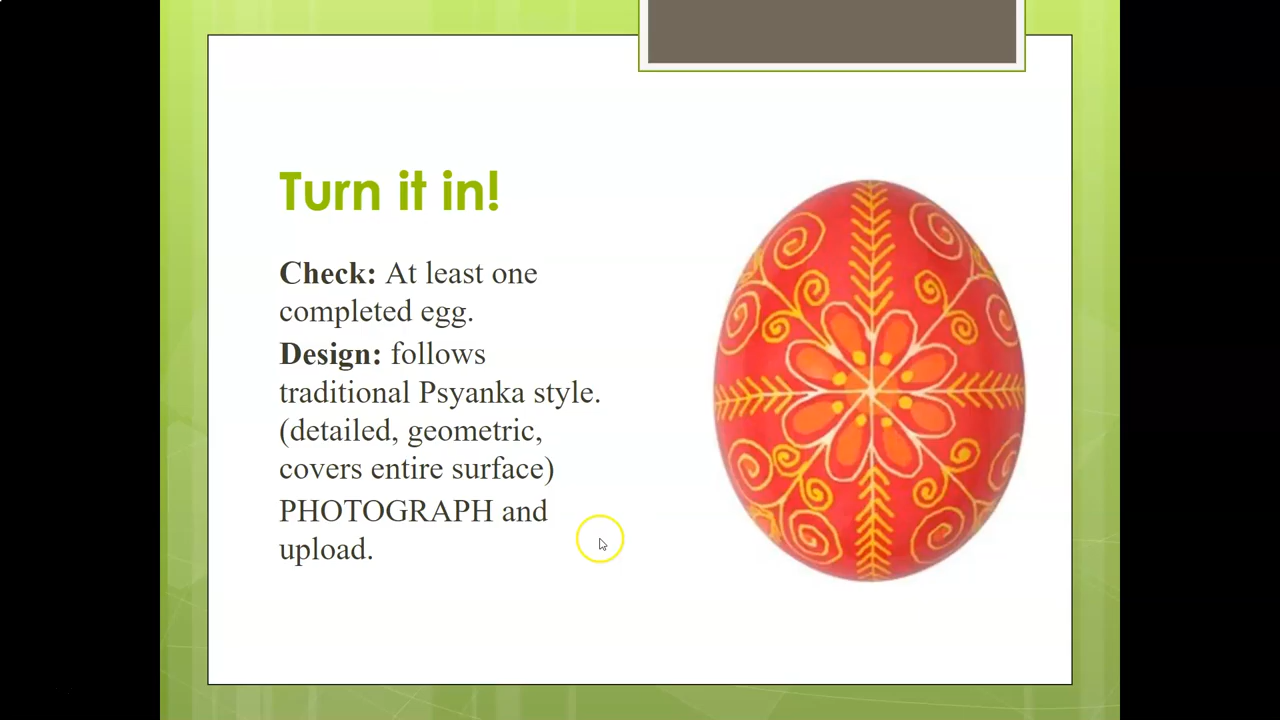 Turn it in!
Check: At least one
completed egg.
Design: follows
traditional Psyanka style.
(detailed, geometric,
covers entire surface)
PHOTOGRAPH and
upload.